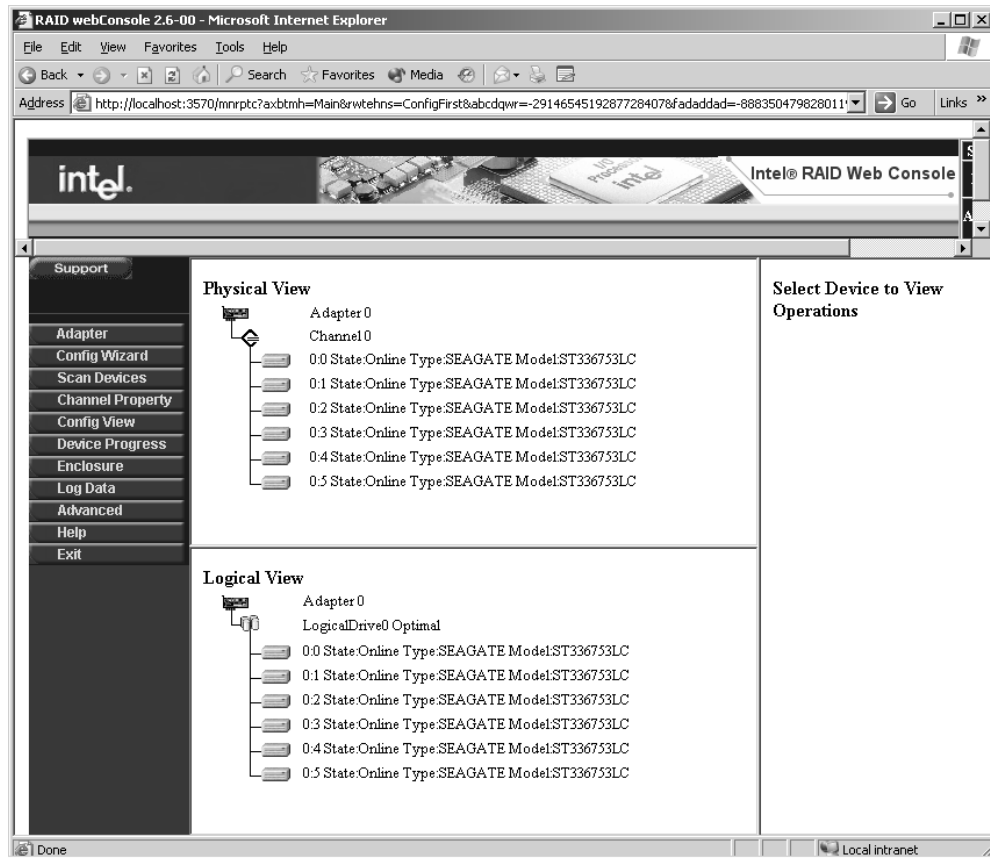 RAID webConsole 2.6-00 - Microsoft Internet Explorer
File Edit View Favorites Tools Help
Back Search Favorites Media
Address http://localhost:3570/mnrptc?axbtmh=Main&rwtehns=ConfigFirst&abcdqwr=-2914654519287728407&fadaddad=-888350479828011 Go Links »
intel.
I/O Processor intel
Intel® RAID Web Console
S
A
Support
Adapter
Config Wizard
Scan Devices
Channel Property
Config View
Device Progress
Enclosure
Log Data
Advanced
Help
Exit
Physical View
Adapter 0
Channel 0
0:0 State:Online Type:SEAGATE Model:ST336753LC
0:1 State:Online Type:SEAGATE Model:ST336753LC
0:2 State:Online Type:SEAGATE Model:ST336753LC
0:3 State:Online Type:SEAGATE Model:ST336753LC
0:4 State:Online Type:SEAGATE Model:ST336753LC
0:5 State:Online Type:SEAGATE Model:ST336753LC
Logical View
Adapter 0
LogicalDrive0 Optimal
0:0 State:Online Type:SEAGATE Model:ST336753LC
0:1 State:Online Type:SEAGATE Model:ST336753LC
0:2 State:Online Type:SEAGATE Model:ST336753LC
0:3 State:Online Type:SEAGATE Model:ST336753LC
0:4 State:Online Type:SEAGATE Model:ST336753LC
0:5 State:Online Type:SEAGATE Model:ST336753LC
Select Device to View
Operations
Done
Local intranet